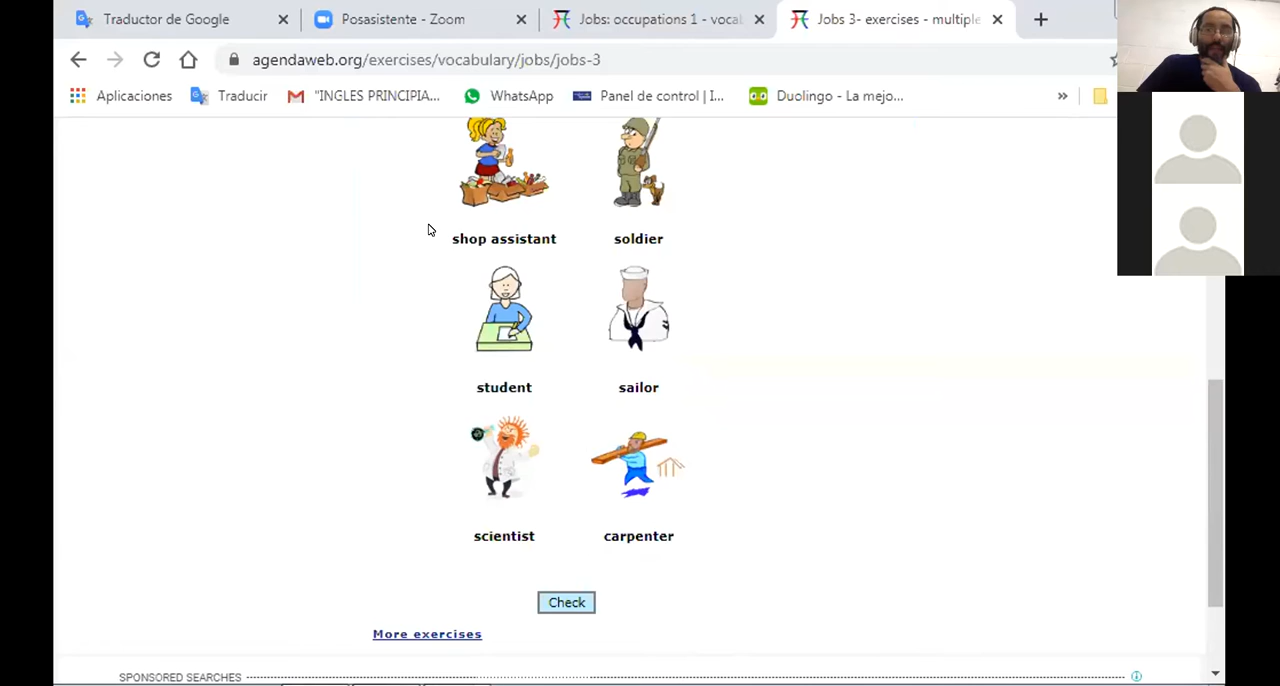 Traductor de Google
Posasistente - Zoom
Jobs: occupations 1 - vocal
Jobs 3- exercises - multiple
agendaweb.org/exercises/vocabulary/jobs/jobs-3
Aplicaciones
Traducir
"INGLES PRINCIPIA...
WhatsApp
Panel de control | I...
Duolingo - La mejo...
»
shop assistant
soldier
student
sailor
scientist
carpenter
Check
More exercises
SPONSORED SEARCHES